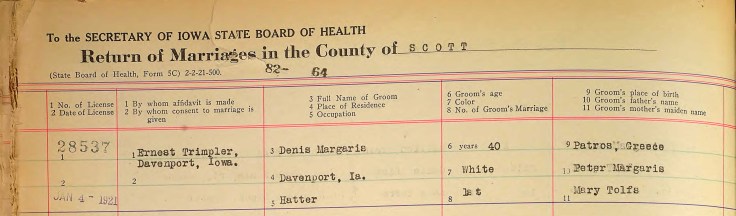 To the SECRETARY OF IOWA STATE BOARD OF HEALTH
Return of Marriages in the County of SCOTT
(State Board of Health, Form 5C) 2-2-21-500. 82- 64
1 No. of License
2 Date of License
1 By whom affidavit is made
2 By whom consent to marriage is given
3 Full Name of Groom
4 Place of Residence
5 Occupation
6 Groom's age
7 Color
8 No. of Groom's Marriage
9 Groom's place of birth
10 Groom's father's name
11 Groom's mother's maiden name
28537
1
2
JAN 4 - 1921
1 Ernest Trimpler,
Davenport, Iowa.
2
3 Denis Margaris
4 Davenport, Ia.
5 Hatter
6 years 40
7 White
8 1st
9 Patros, Greece
10 Peter Margaris
11 Mary Tolfs